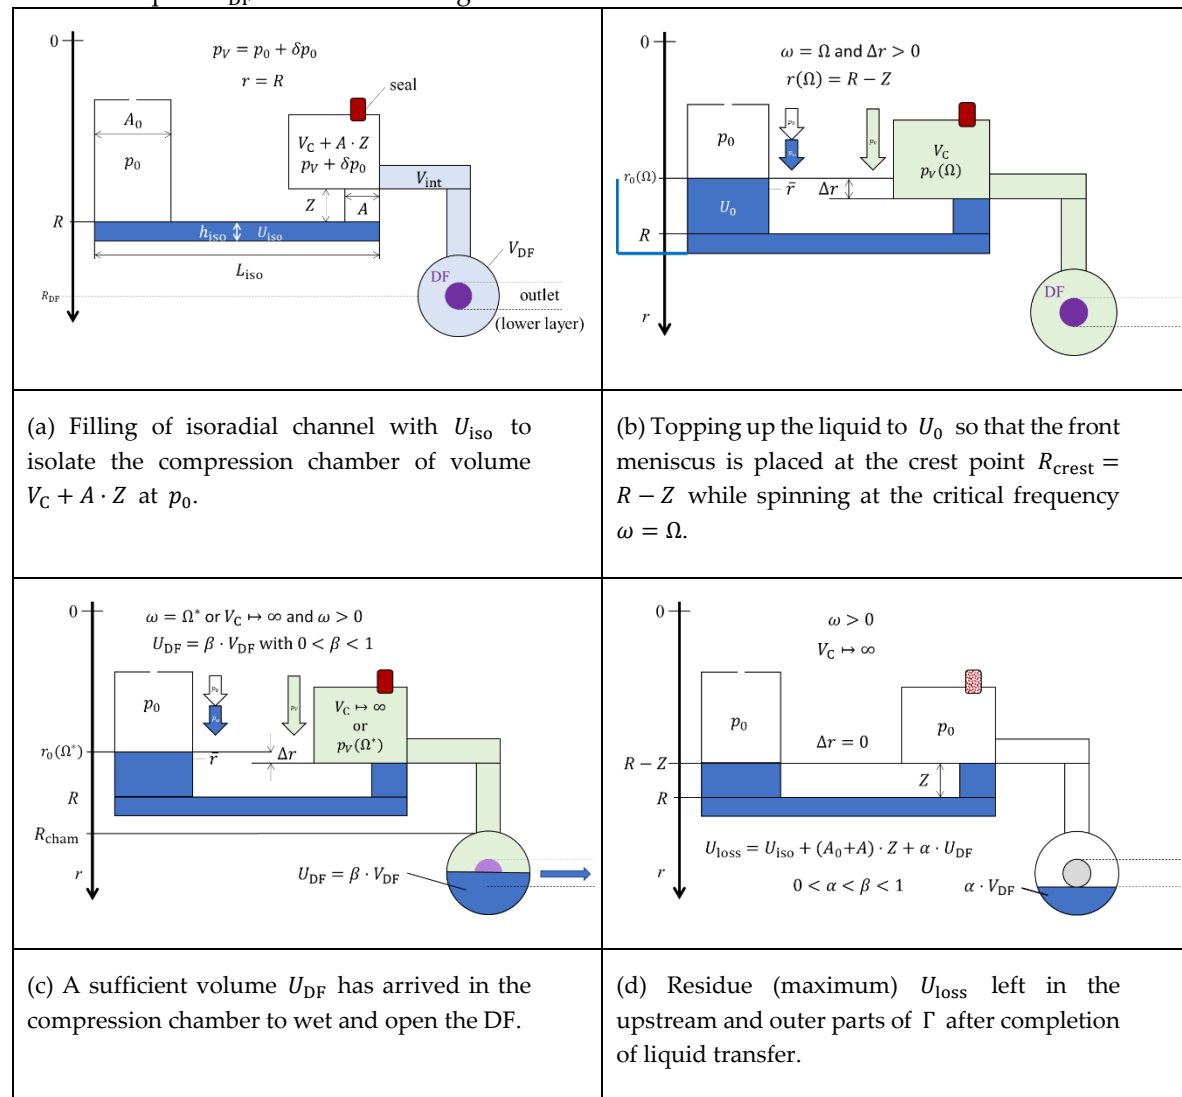 0
p_V = p_0 + δp_0
r = R
seal
A_0
p_0
V_C + A · Z
p_V + δp_0
V_int
Z
A
R
h_iso
U_iso
L_iso
V_DF
DF
R_DF
outlet
(lower layer)
(a) Filling of isoradial channel with U_iso to
isolate the compression chamber of volume
V_C + A · Z at p_0.
0
ω = Ω and Δr > 0
r(Ω) = R − Z
p_0
V_C
p_V(Ω)
r_0(Ω)
r̄
Δr
U_0
R
DF
r
(b) Topping up the liquid to U_0 so that the front
meniscus is placed at the crest point R_crest =
R − Z while spinning at the critical frequency
ω = Ω.
0
ω = Ω* or V_C ↦ ∞ and ω > 0
U_DF = β · V_DF with 0 < β < 1
p_0
p_0
V_C ↦ ∞
or
p_V(Ω*)
r_0(Ω*)
r̄
Δr
R
R_cham
r
U_DF = β · V_DF
(c) A sufficient volume U_DF has arrived in the
compression chamber to wet and open the DF.
0
ω > 0
V_C ↦ ∞
p_0
p_0
Δr = 0
R − Z
Z
R
U_loss = U_iso + (A_0+A) · Z + α · U_DF
r
0 < α < β < 1
α · V_DF
(d) Residue (maximum) U_loss left in the
upstream and outer parts of Γ after completion
of liquid transfer.